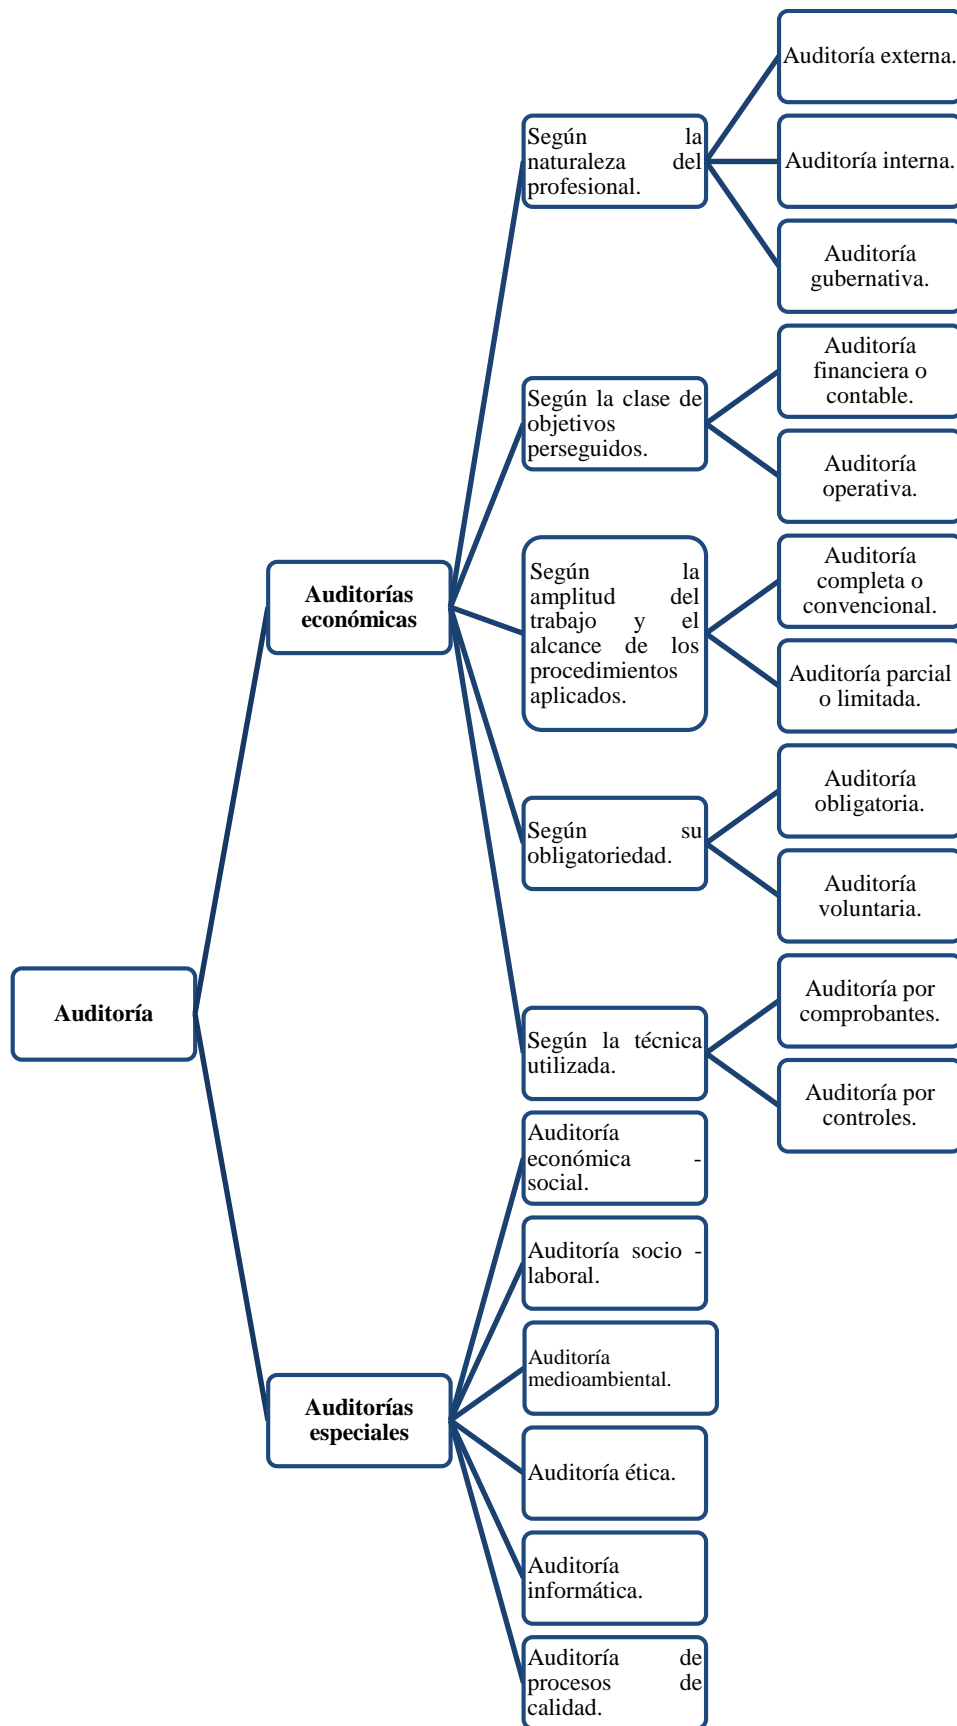 Auditoría
Auditorías
económicas
Según la
naturaleza del
profesional.
Auditoría externa.
Auditoría interna.
Auditoría
gubernativa.
Según la clase de
objetivos
perseguidos.
Auditoría
financiera o
contable.
Auditoría
operativa.
Según la
amplitud del
trabajo y el
alcance de los
procedimientos
aplicados.
Auditoría
completa o
convencional.
Auditoría parcial
o limitada.
Según su
obligatoriedad.
Auditoría
obligatoria.
Auditoría
voluntaria.
Según la técnica
utilizada.
Auditoría por
comprobantes.
Auditoría por
controles.
Auditorías
especiales
Auditoría
económica -
social.
Auditoría socio -
laboral.
Auditoría
medioambiental.
Auditoría ética.
Auditoría
informática.
Auditoría de
procesos de
calidad.